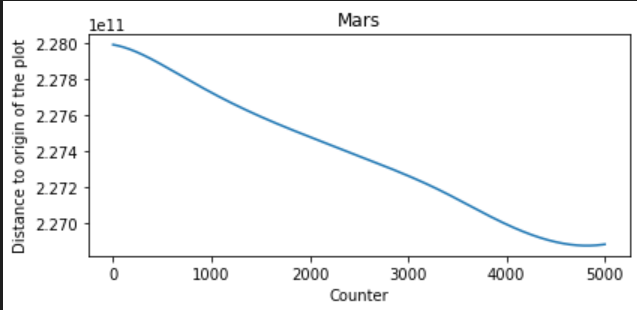 Mars
1e11
Distance to origin of the plot
2.280
2.278
2.276
2.274
2.272
2.270
0 1000 2000 3000 4000 5000
Counter